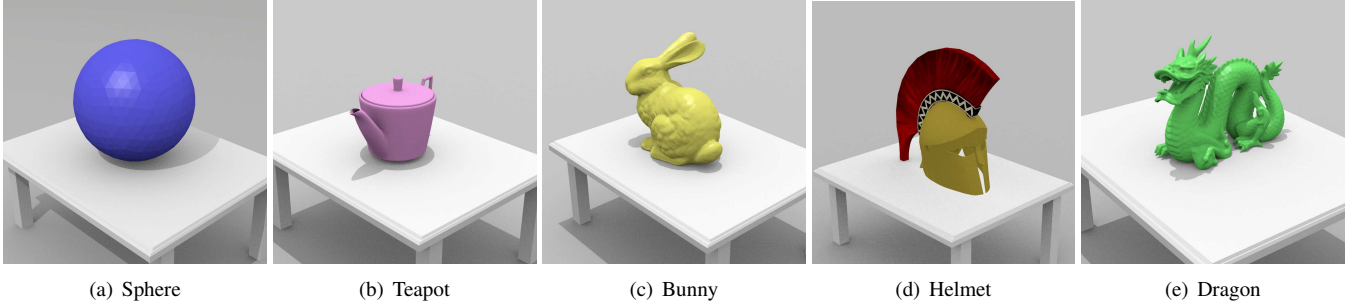 (a) Sphere
(b) Teapot
(c) Bunny
(d) Helmet
(e) Dragon